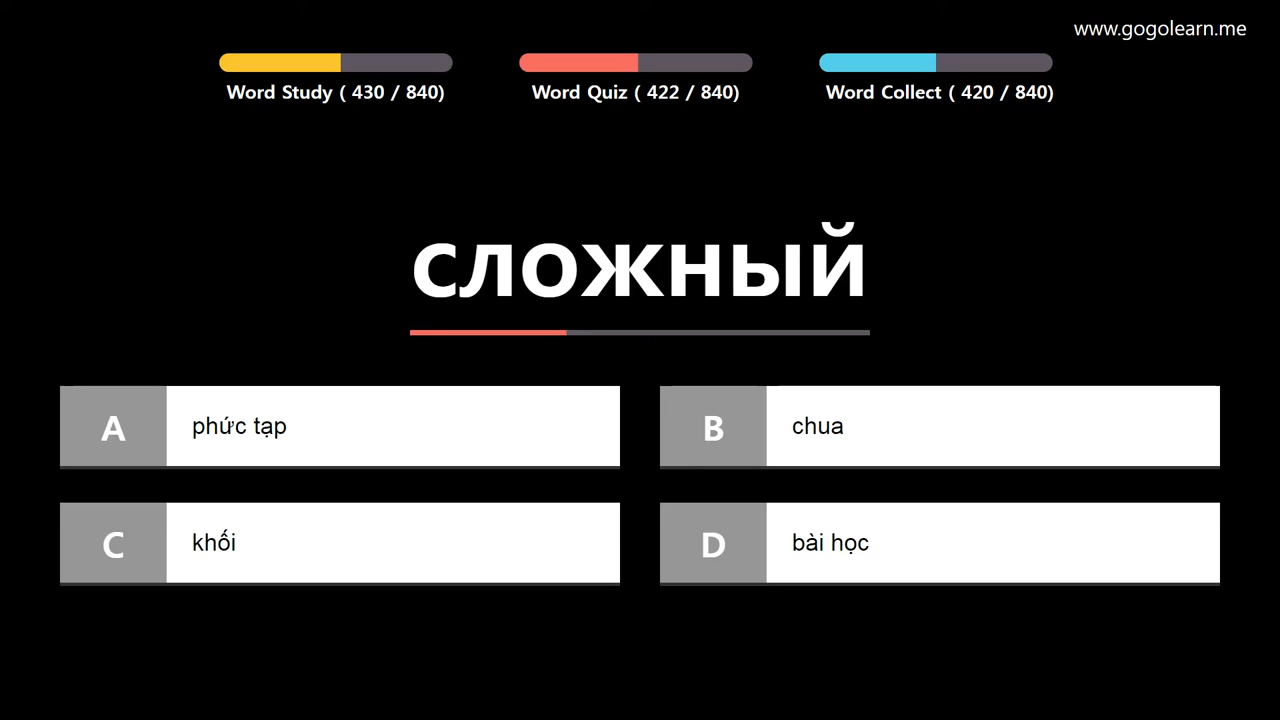 www.gogolearn.me
Word Study ( 430 / 840)
Word Quiz ( 422 / 840)
Word Collect ( 420 / 840)
сложный
A phức tạp
B chua
C khối
D bài học